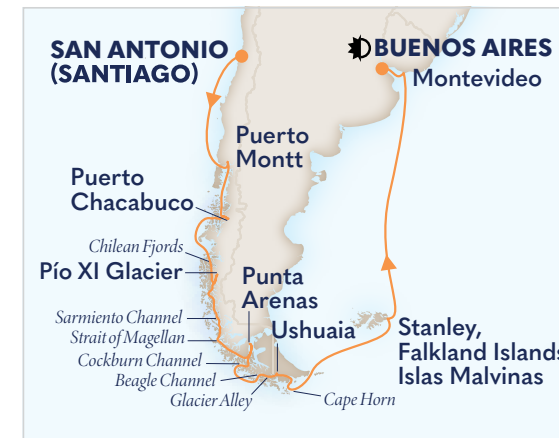 SAN ANTONIO
(SANTIAGO)
BUENOS AIRES
Montevideo
Puerto
Montt
Puerto
Chacabuco
Chilean Fjords
Pío XI Glacier
Punta
Arenas
Sarmiento Channel
Strait of Magellan
Ushuaia
Cockburn Channel
Beagle Channel
Glacier Alley
Cape Horn
Stanley,
Falkland Islands
Islas Malvinas